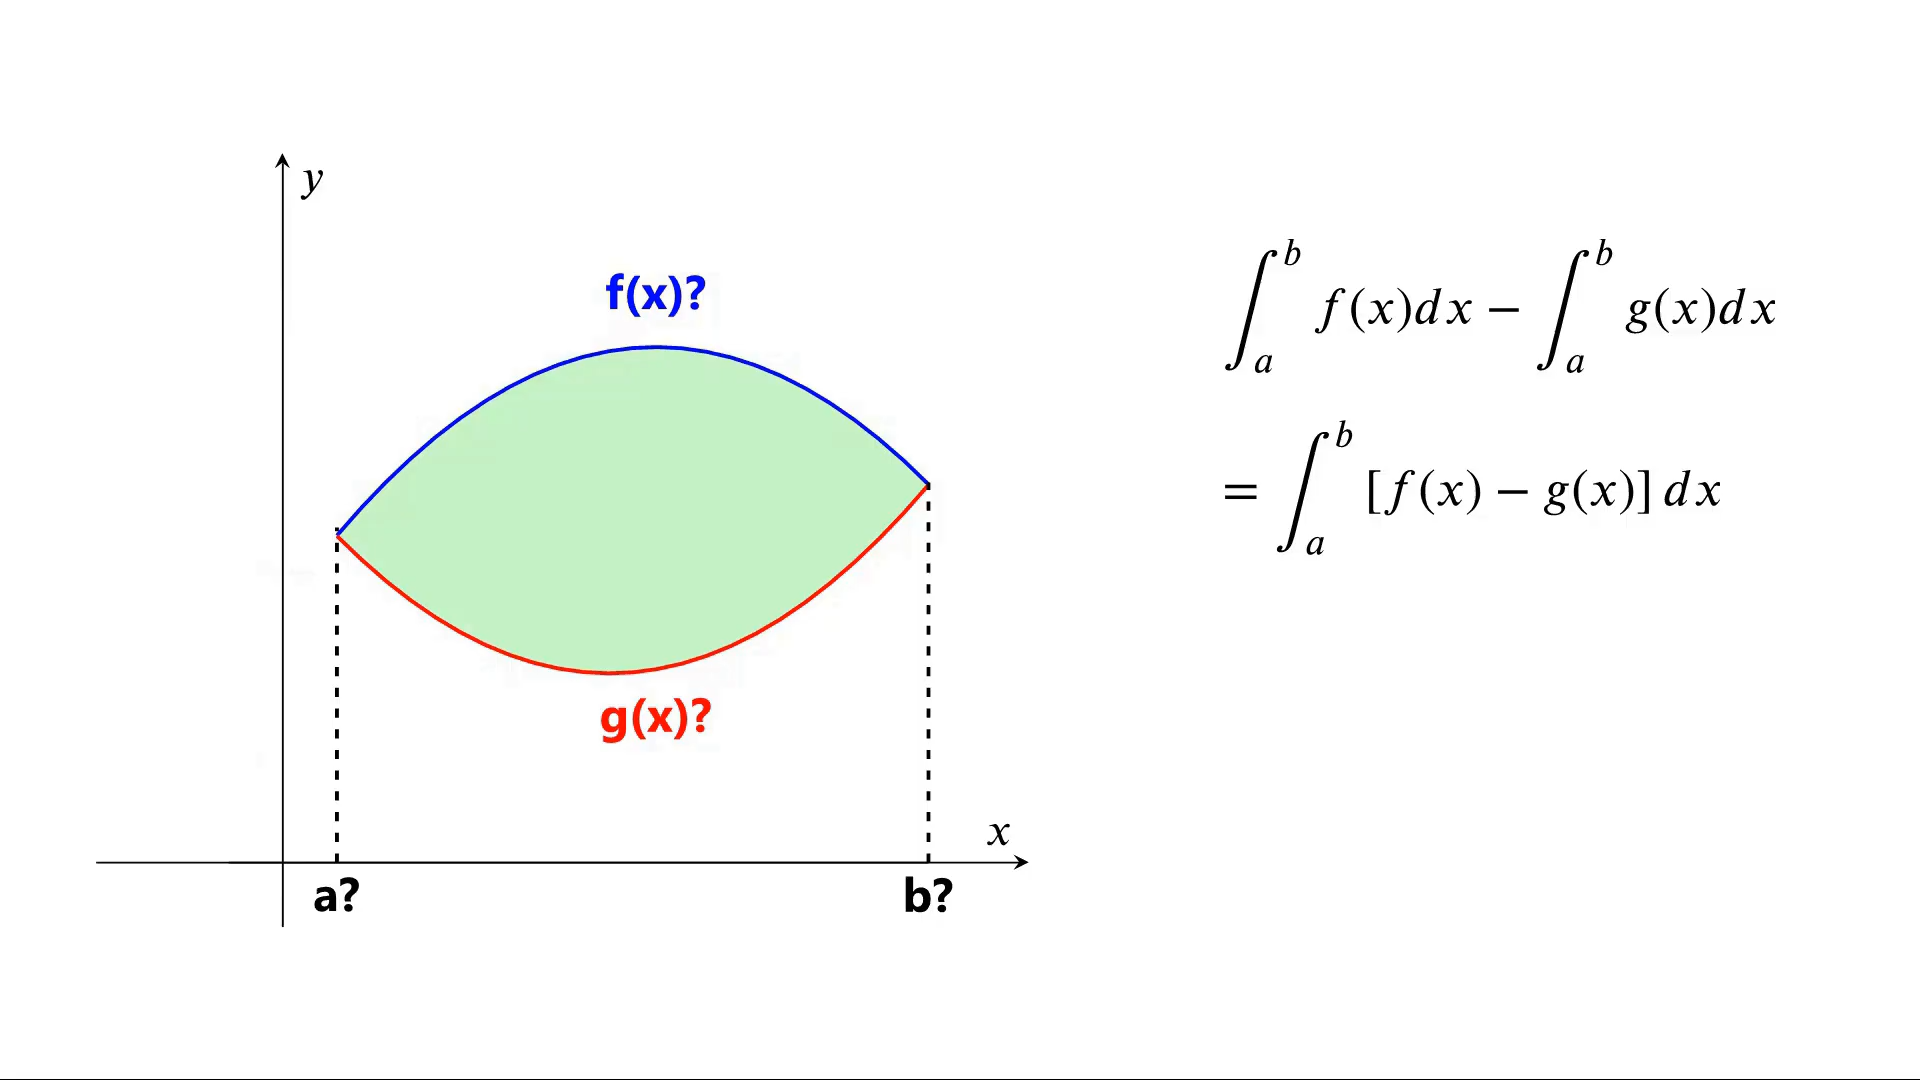 y
f(x)?
g(x)?
x
a? b?
∫_a^b f(x)dx − ∫_a^b g(x)dx
= ∫_a^b [f(x) − g(x)] dx